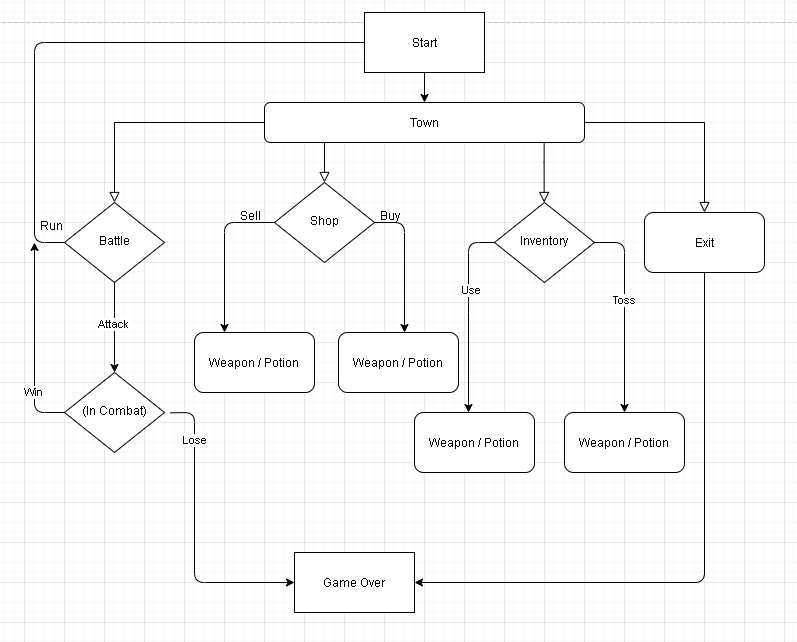 Start
Town
Run
Battle
Sell
Shop
Buy
Inventory
Exit
Use
Toss
Attack
Weapon / Potion
Weapon / Potion
Win
(In Combat)
Lose
Weapon / Potion
Weapon / Potion
Game Over